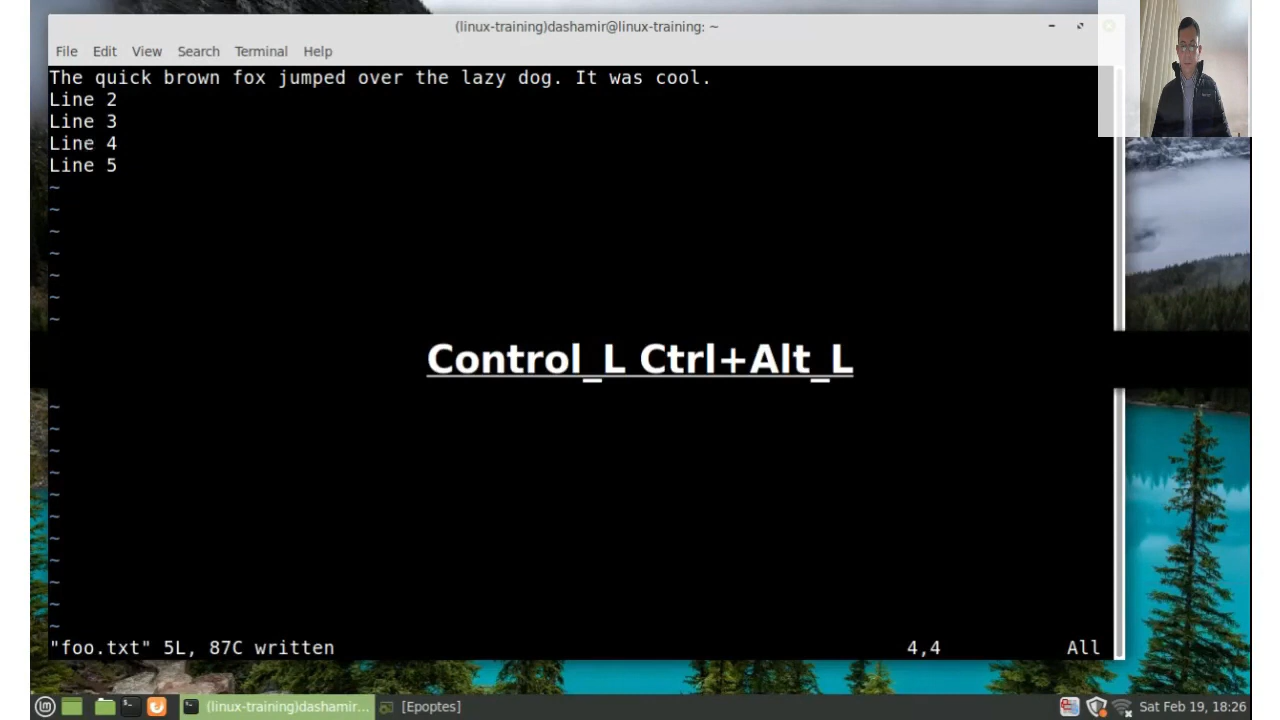 (linux-training)dashamir@linux-training: ~
File Edit View Search Terminal Help
The quick brown fox jumped over the lazy dog. It was cool.
Line 2
Line 3
Line 4
Line 5
~
~
~
~
~
~
~
Control_L Ctrl+Alt_L
~
~
~
~
~
~
~
~
~
~
~
"foo.txt" 5L, 87C written 4,4 All
(linux-training)dashamir... [Epoptes] Sat Feb 19, 18:26